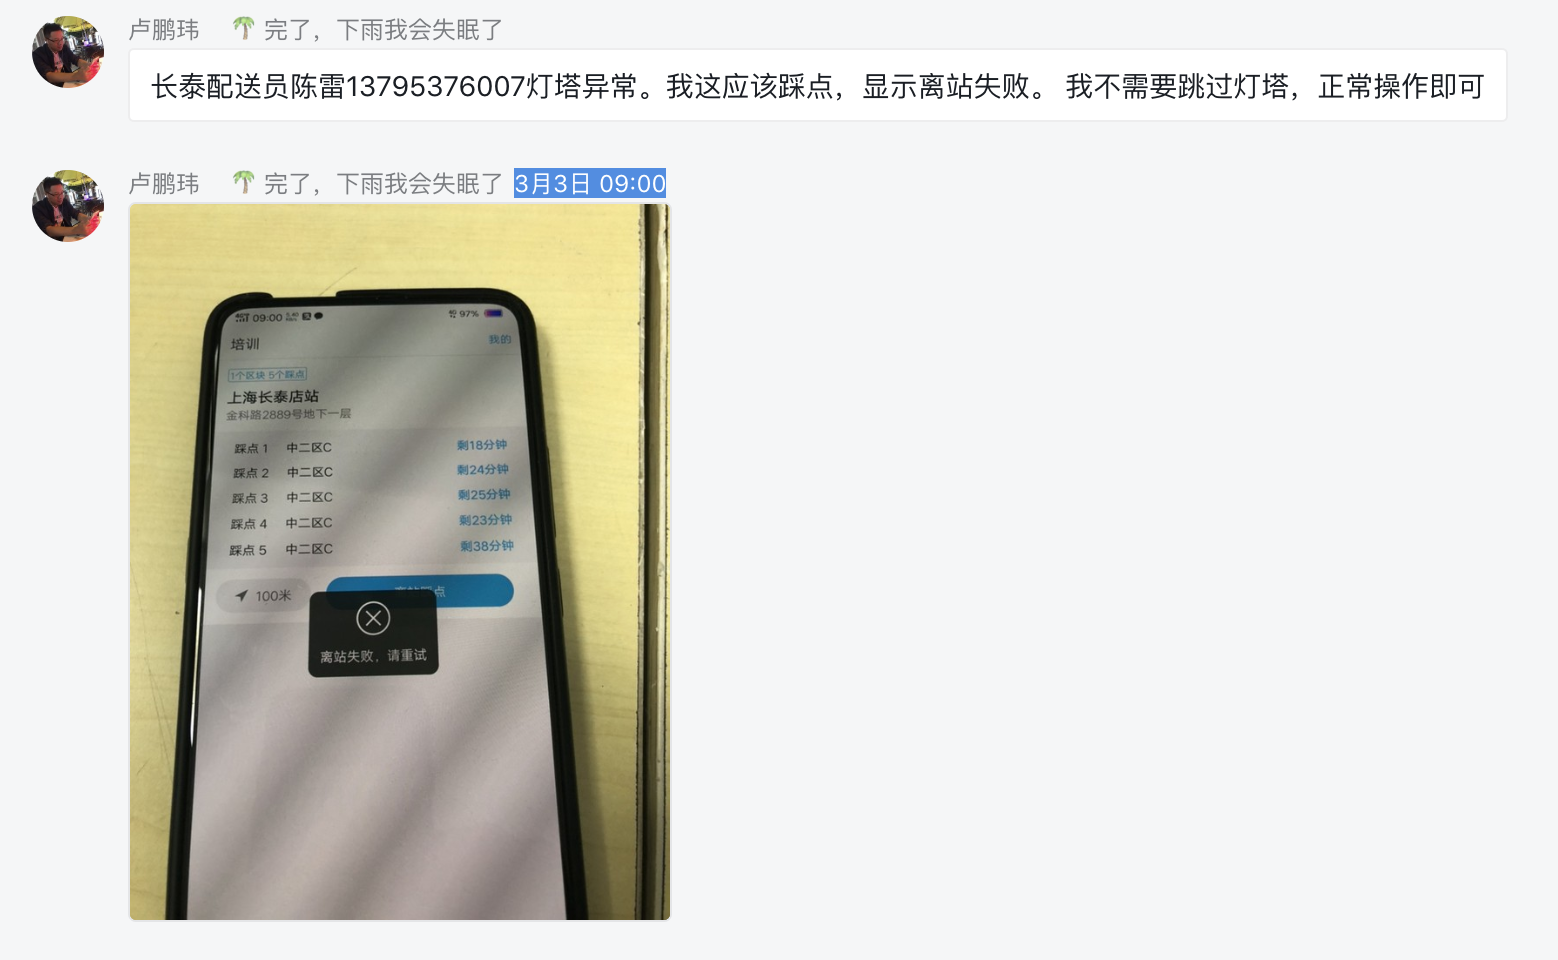 卢鹏玮 🌴 完了，下雨我会失眠了
长泰配送员陈雷13795376007灯塔异常。我这应该踩点，显示离站失败。 我不需要跳过灯塔，正常操作即可
卢鹏玮 🌴 完了，下雨我会失眠了 3月3日 09:00
09:00 97%
培训 我的
1个区块 5个踩点
上海长泰店站
金科路2889号地下一层
踩点 1 中二区C 剩18分钟
踩点 2 中二区C 剩24分钟
踩点 3 中二区C 剩25分钟
踩点 4 中二区C 剩23分钟
踩点 5 中二区C 剩38分钟
100米 点
离站失败，请重试